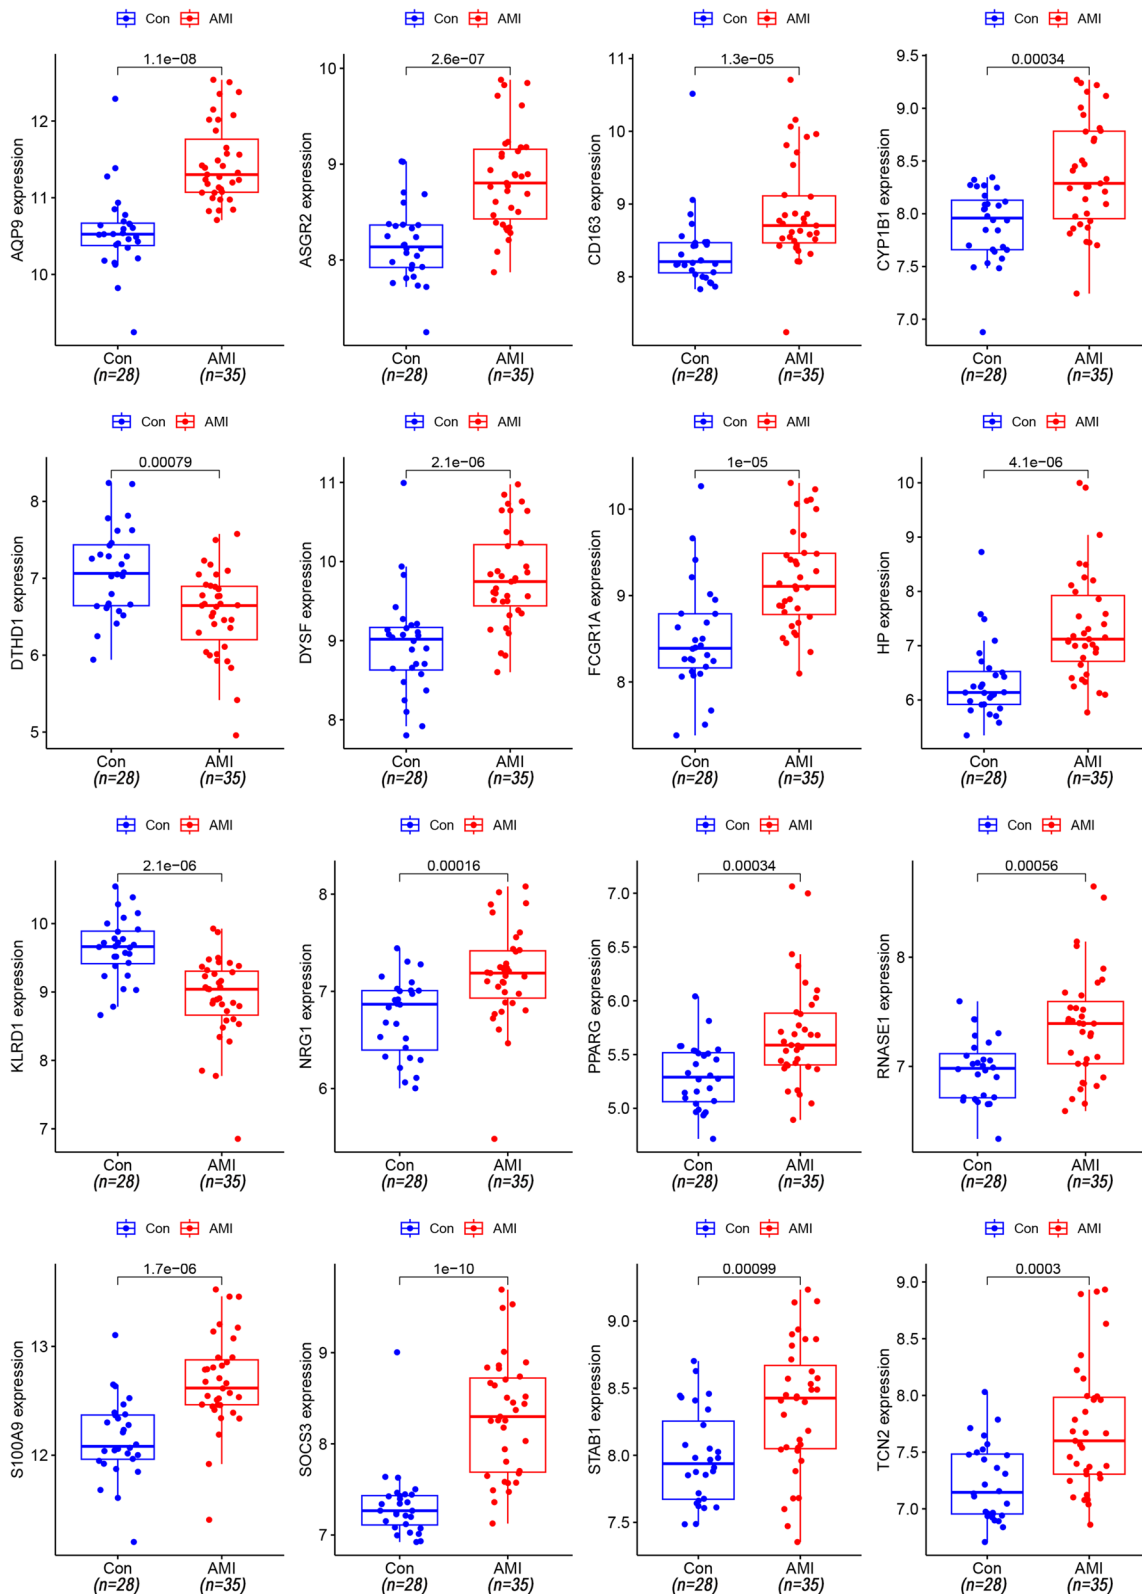 Con AMI Con AMI Con AMI Con AMI
1.1e−08
AQP9 expression
12
11
10
Con AMI
(n=28) (n=35)
2.6e−07
ASGR2 expression
10
9
8
Con AMI
(n=28) (n=35)
1.3e−05
CD163 expression
11
10
9
8
Con AMI
(n=28) (n=35)
0.00034
CYP1B1 expression
9.5
9.0
8.5
8.0
7.5
7.0
Con AMI
(n=28) (n=35)
Con AMI Con AMI Con AMI Con AMI
0.00079
DTHD1 expression
8
7
6
5
Con AMI
(n=28) (n=35)
2.1e−06
DYSF expression
11
10
9
8
Con AMI
(n=28) (n=35)
1e−05
FCGR1A expression
10
9
8
Con AMI
(n=28) (n=35)
4.1e−06
HP expression
10
9
8
7
6
Con AMI
(n=28) (n=35)
Con AMI Con AMI Con AMI Con AMI
2.1e−06
KLRD1 expression
10
9
8
7
Con AMI
(n=28) (n=35)
0.00016
NRG1 expression
8
7
6
Con AMI
(n=28) (n=35)
0.00034
PPARG expression
7.0
6.5
6.0
5.5
5.0
Con AMI
(n=28) (n=35)
0.00056
RNASE1 expression
8
7
Con AMI
(n=28) (n=35)
Con AMI Con AMI Con AMI Con AMI
1.7e−06
S100A9 expression
13
12
Con AMI
(n=28) (n=35)
1e−10
SOCS3 expression
9
8
7
Con AMI
(n=28) (n=35)
0.00099
STAB1 expression
9.0
8.5
8.0
7.5
Con AMI
(n=28) (n=35)
0.0003
TCN2 expression
9.0
8.5
8.0
7.5
7.0
Con AMI
(n=28) (n=35)